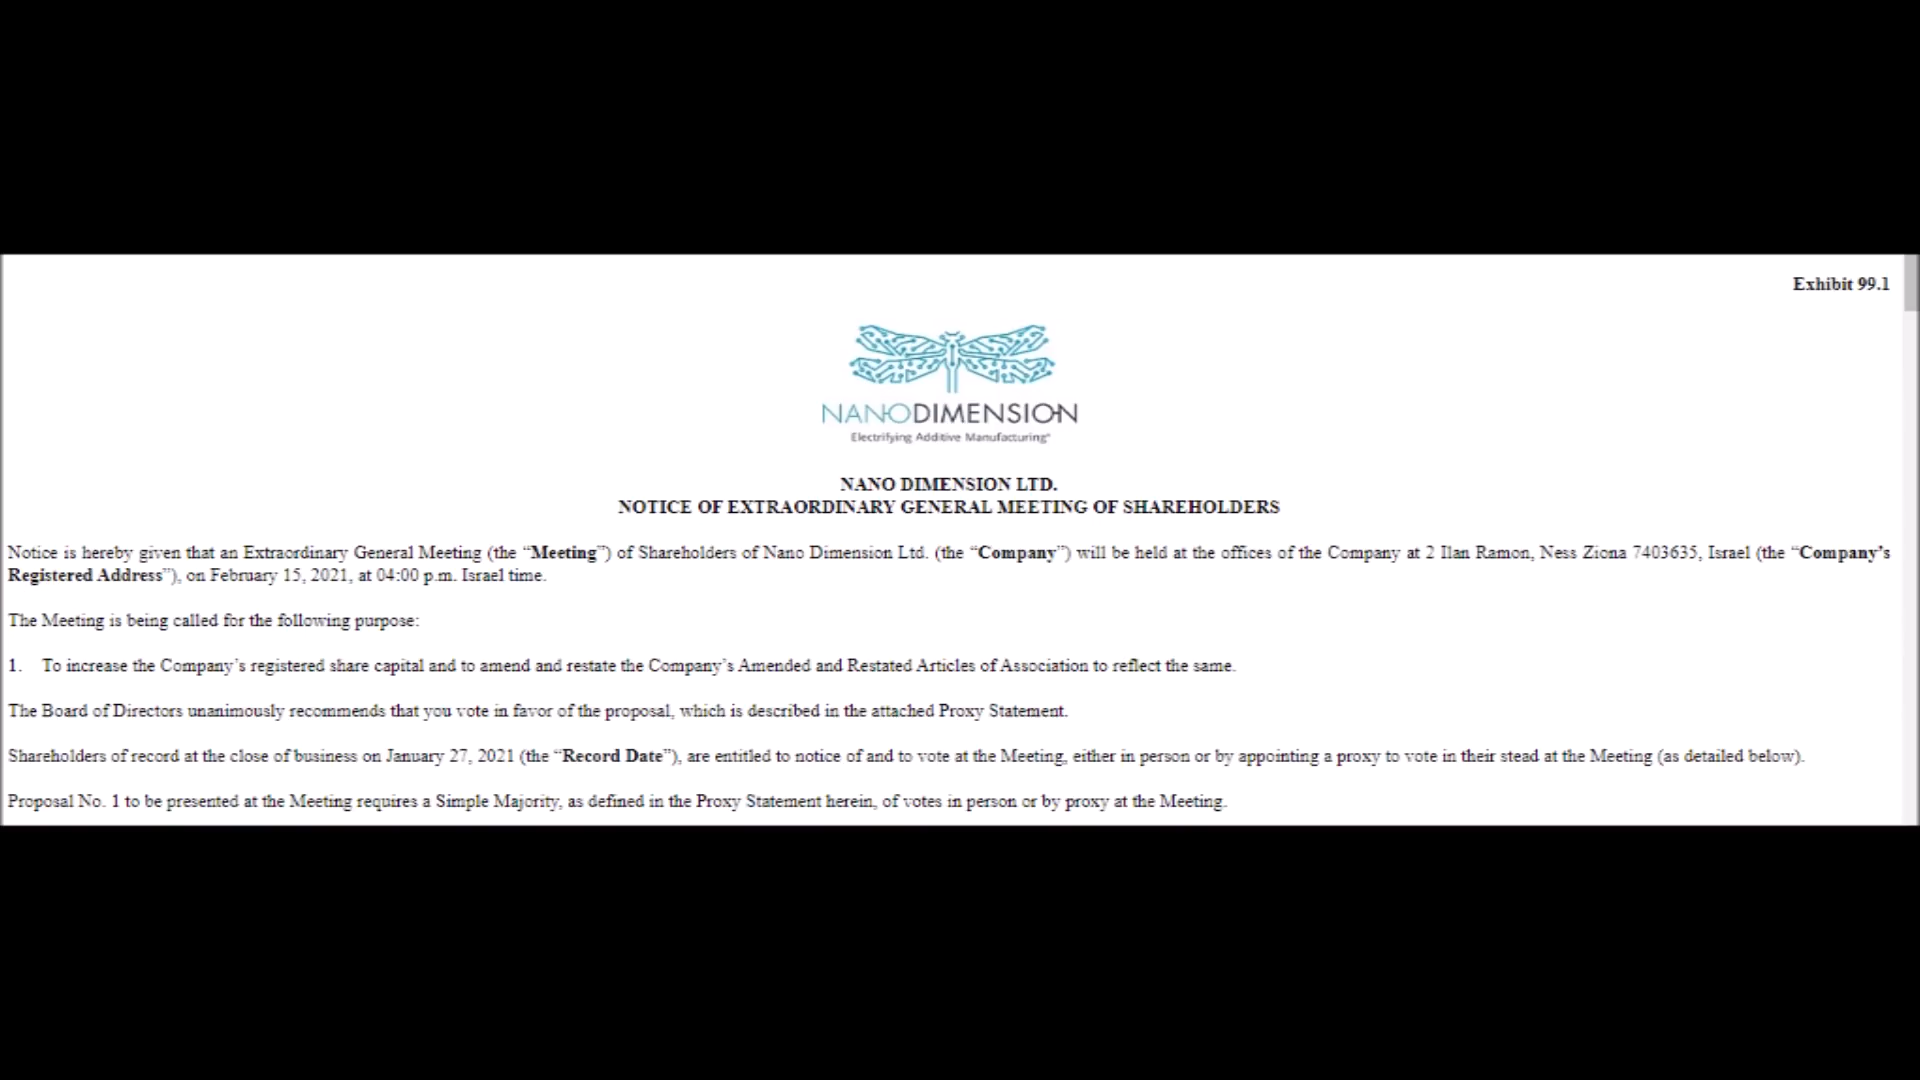 Exhibit 99.1
NANODIMENSION
Electrifying Additive Manufacturing®
NANO DIMENSION LTD.
NOTICE OF EXTRAORDINARY GENERAL MEETING OF SHAREHOLDERS
Notice is hereby given that an Extraordinary General Meeting (the “Meeting”) of Shareholders of Nano Dimension Ltd. (the “Company”) will be held at the offices of the Company at 2 Ilan Ramon, Ness Ziona 7403635, Israel (the “Company’s
Registered Address”), on February 15, 2021, at 04:00 p.m. Israel time.
The Meeting is being called for the following purpose:
1. To increase the Company’s registered share capital and to amend and restate the Company’s Amended and Restated Articles of Association to reflect the same.
The Board of Directors unanimously recommends that you vote in favor of the proposal, which is described in the attached Proxy Statement.
Shareholders of record at the close of business on January 27, 2021 (the “Record Date”), are entitled to notice of and to vote at the Meeting, either in person or by appointing a proxy to vote in their stead at the Meeting (as detailed below).
Proposal No. 1 to be presented at the Meeting requires a Simple Majority, as defined in the Proxy Statement herein, of votes in person or by proxy at the Meeting.